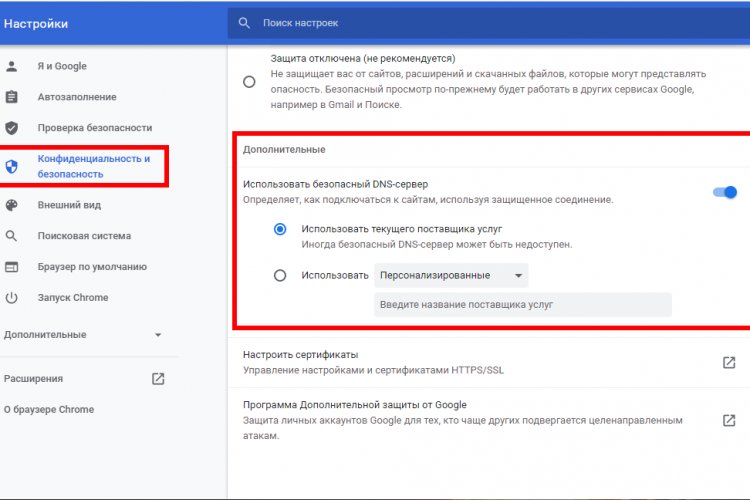 Настройки
Поиск настроек
Я и Google
Автозаполнение
Проверка безопасности
Конфиденциальность и
безопасность
Внешний вид
Поисковая система
Браузер по умолчанию
Запуск Chrome
Дополнительные
Расширения
О браузере Chrome
Защита отключена (не рекомендуется)
Не защищает вас от сайтов, расширений и скачанных файлов, которые могут представлять
опасность. Безопасный просмотр по-прежнему будет работать в других сервисах Google,
например в Gmail и Поиске.
Дополнительные
Использовать безопасный DNS-сервер
Определяет, как подключаться к сайтам, используя защищенное соединение.
Использовать текущего поставщика услуг
Иногда безопасный DNS-сервер может быть недоступен.
Использовать Персонализированные
Введите название поставщика услуг
Настроить сертификаты
Управление настройками и сертификатами HTTPS/SSL
Программа Дополнительной защиты от Google
Защита личных аккаунтов Google для тех, кто чаще других подвергается целенаправленным
атакам.